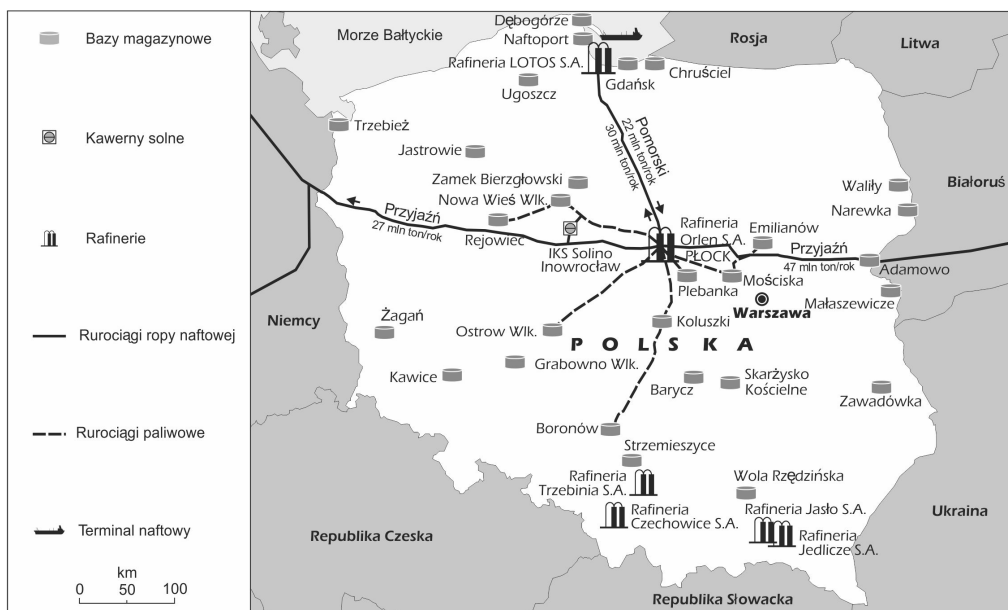 Bazy magazynowe
Kawerny solne
Rafinerie
Rurociągi ropy naftowej
Rurociągi paliwowe
Terminal naftowy
km
0 50 100
Morze Bałtyckie
Dębogórze
Naftoport
Rafineria LOTOS S.A.
Gdańsk
Chruściel
Ugoszcz
Rosja
Litwa
Trzebież
Jastrowie
Pomorski
22 mln ton/rok
30 mln ton/rok
Zamek Bierzgłowski
Nowa Wieś Wlk.
Waliły
Narewka
Białoruś
Przyjaźń
27 mln ton/rok
Rejowiec
IKS Solino
Inowrocław
Rafineria
Orlen S.A.
PŁOCK
Emilianów
Przyjaźń
47 mln ton/rok
Adamowo
Plebanka
Mościska
Małaszewicze
Warszawa
Niemcy
Żagań
Ostrow Wlk.
Koluszki
POLSKA
Grabowno Wlk.
Kawice
Barycz
Skarżysko
Kościelne
Zawadówka
Boronów
Strzemieszyce
Rafineria
Trzebinia S.A.
Wola Rzędzińska
Rafineria
Czechowice S.A.
Rafineria Jasło S.A.
Rafineria
Jedlicze S.A.
Ukraina
Republika Czeska
Republika Słowacka